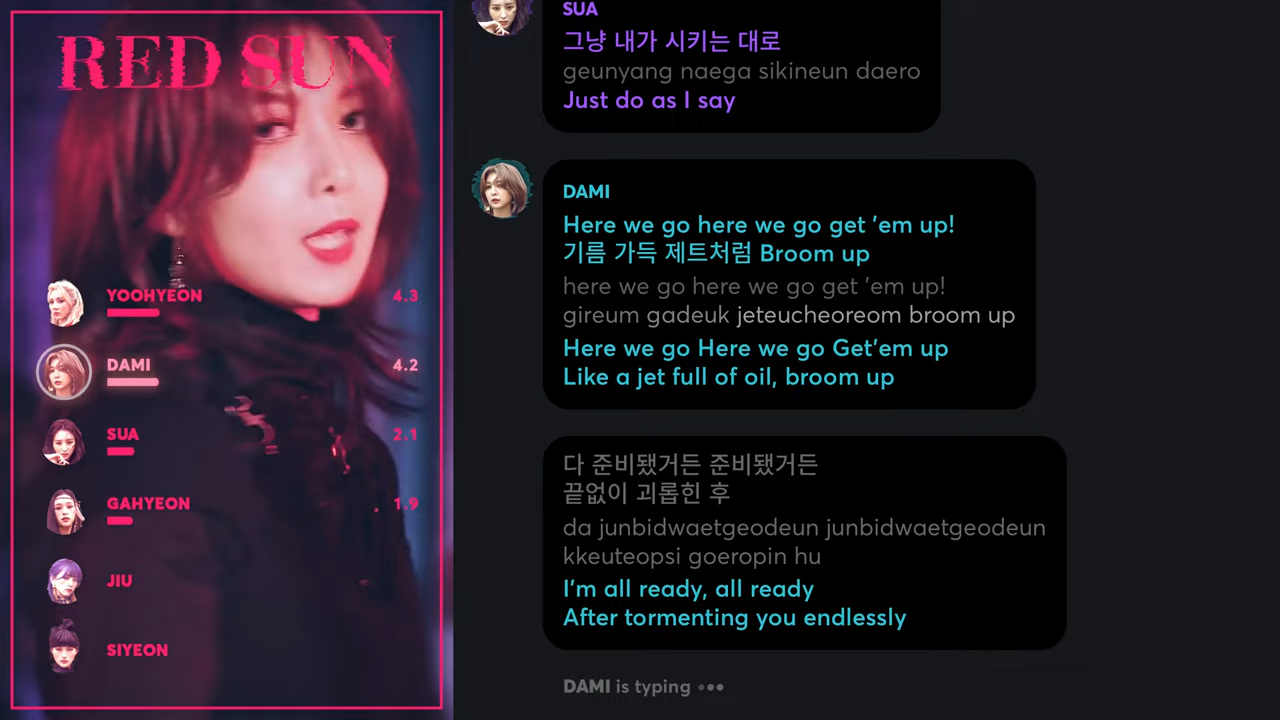 RED SUN
YOOHYEON 4.3
DAMI 4.2
SUA 2.1
GAHYEON 1.9
JIU
SIYEON
SUA
그냥 내가 시키는 대로
geunyang naega sikineun daero
Just do as I say
DAMI
Here we go here we go get 'em up!
기름 가득 제트처럼 Broom up
here we go here we go get 'em up!
gireum gadeuk jeteucheoreom broom up
Here we go Here we go Get'em up
Like a jet full of oil, broom up
다 준비됐거든 준비됐거든
끝없이 괴롭힌 후
da junbidwaetgeodeun junbidwaetgeodeun
kkeuteopsi goeropin hu
I'm all ready, all ready
After tormenting you endlessly
DAMI is typing •••